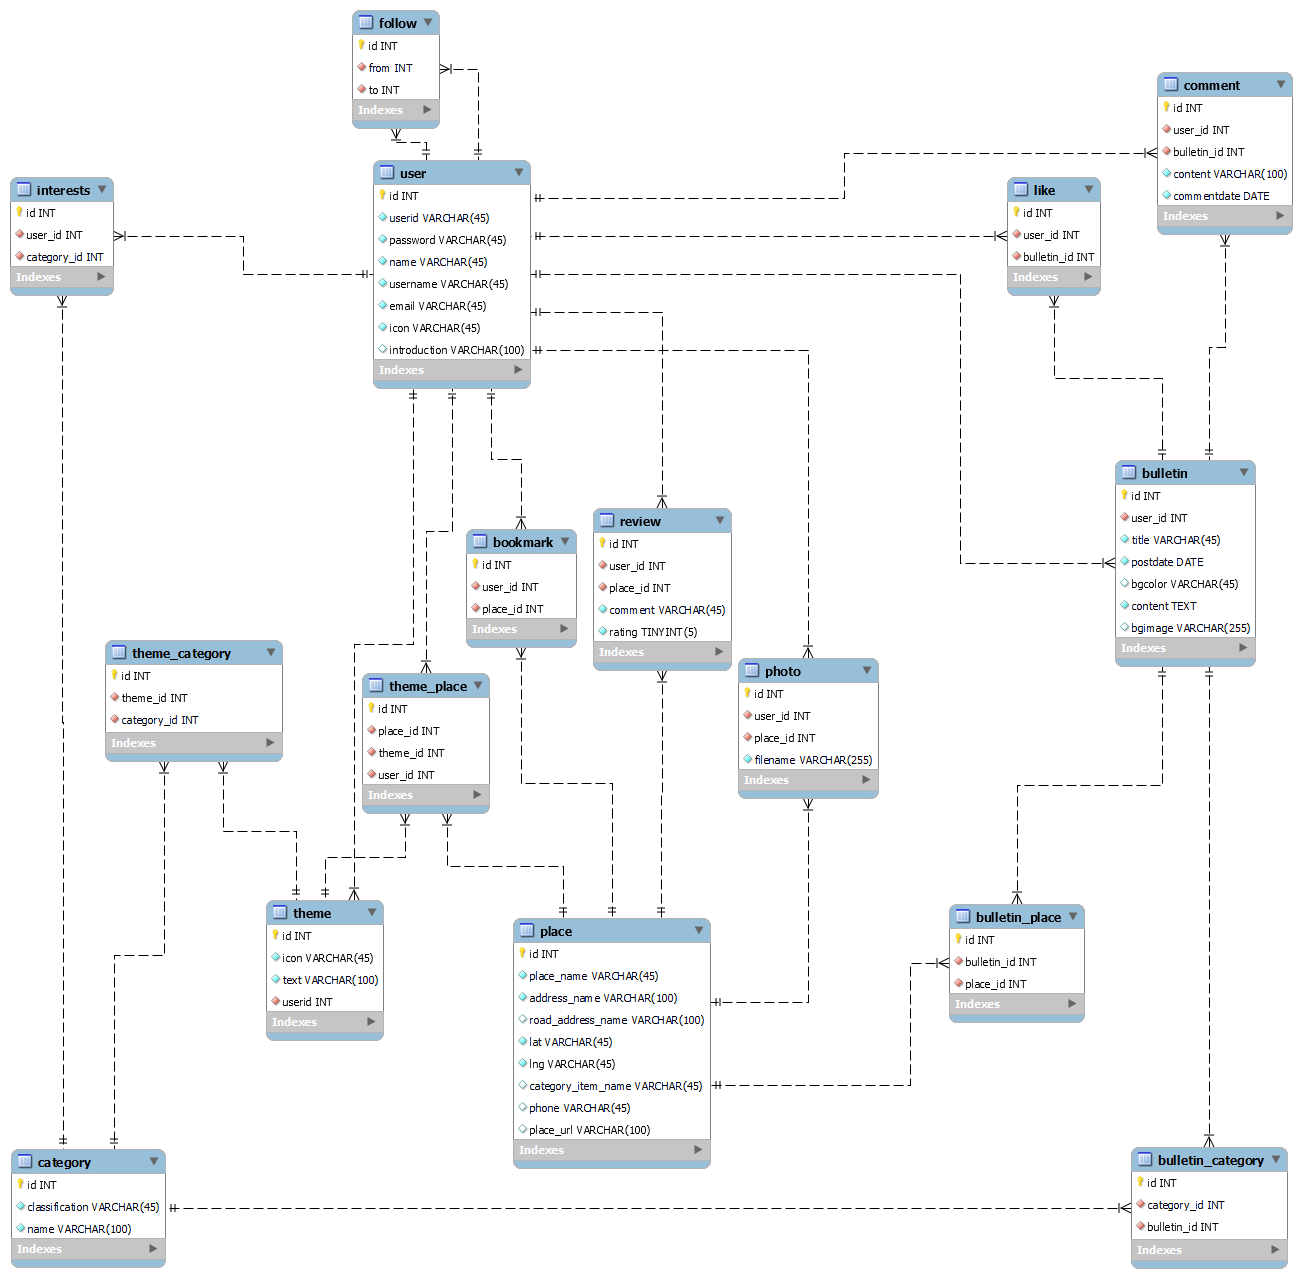 follow
id INT
from INT
to INT
Indexes
comment
id INT
user_id INT
bulletin_id INT
content VARCHAR(100)
commentdate DATE
Indexes
user
id INT
userid VARCHAR(45)
password VARCHAR(45)
name VARCHAR(45)
username VARCHAR(45)
email VARCHAR(45)
icon VARCHAR(45)
introduction VARCHAR(100)
Indexes
interests
id INT
user_id INT
category_id INT
Indexes
like
id INT
user_id INT
bulletin_id INT
Indexes
bulletin
id INT
user_id INT
title VARCHAR(45)
postdate DATE
bgcolor VARCHAR(45)
content TEXT
bgimage VARCHAR(255)
Indexes
review
id INT
user_id INT
place_id INT
comment VARCHAR(45)
rating TINYINT(5)
Indexes
bookmark
id INT
user_id INT
place_id INT
Indexes
theme_category
id INT
theme_id INT
category_id INT
Indexes
theme_place
id INT
place_id INT
theme_id INT
user_id INT
Indexes
photo
id INT
user_id INT
place_id INT
filename VARCHAR(255)
Indexes
theme
id INT
icon VARCHAR(45)
text VARCHAR(100)
userid INT
Indexes
place
id INT
place_name VARCHAR(45)
address_name VARCHAR(100)
road_address_name VARCHAR(100)
lat VARCHAR(45)
lng VARCHAR(45)
category_item_name VARCHAR(45)
phone VARCHAR(45)
place_url VARCHAR(100)
Indexes
bulletin_place
id INT
bulletin_id INT
place_id INT
Indexes
category
id INT
classification VARCHAR(45)
name VARCHAR(100)
Indexes
bulletin_category
id INT
category_id INT
bulletin_id INT
Indexes